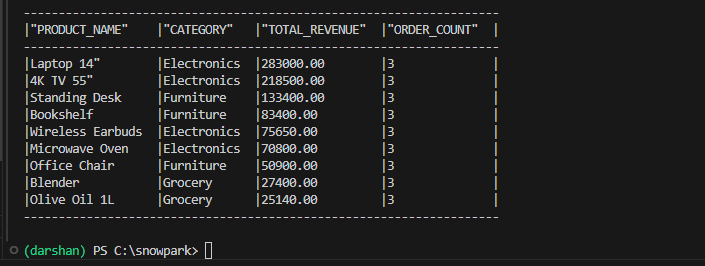 ---------------------------------------------------------------------
|"PRODUCT_NAME"   |"CATEGORY"   |"TOTAL_REVENUE"  |"ORDER_COUNT"  |
---------------------------------------------------------------------
|Laptop 14"       |Electronics  |283000.00        |3              |
|4K TV 55"        |Electronics  |218500.00        |3              |
|Standing Desk    |Furniture    |133400.00        |3              |
|Bookshelf        |Furniture    |83400.00         |3              |
|Wireless Earbuds |Electronics  |75650.00         |3              |
|Microwave Oven   |Electronics  |70800.00         |3              |
|Office Chair     |Furniture    |50900.00         |3              |
|Blender          |Grocery      |27400.00         |3              |
|Olive Oil 1L     |Grocery      |25140.00         |3              |
---------------------------------------------------------------------
(darshan) PS C:\snowpark>